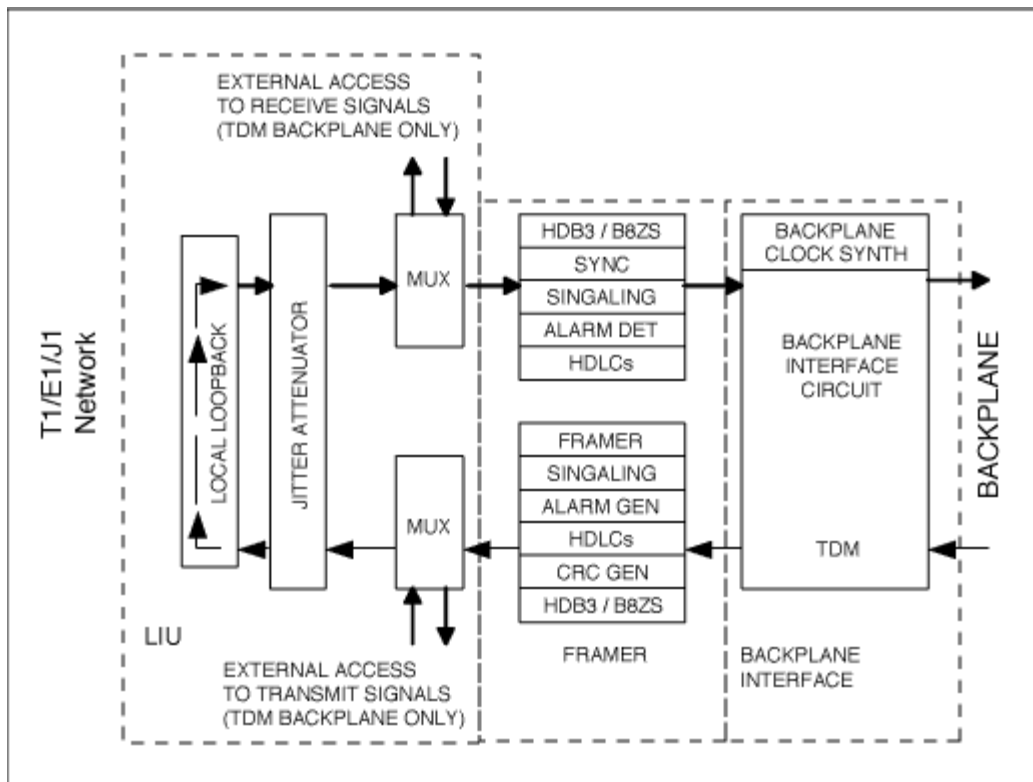 EXTERNAL ACCESS
TO RECEIVE SIGNALS
(TDM BACKPLANE ONLY)
T1/E1/J1
Network
LOCAL LOOPBACK
JITTER ATTENUATOR
MUX
HDB3 / B8ZS
SYNC
SINGALING
ALARM DET
HDLCs
BACKPLANE
CLOCK SYNTH
BACKPLANE
INTERFACE
CIRCUIT
BACKPLANE
MUX
FRAMER
SINGALING
ALARM GEN
HDLCs
CRC GEN
HDB3 / B8ZS
TDM
LIU
FRAMER
BACKPLANE
INTERFACE
EXTERNAL ACCESS
TO TRANSMIT SIGNALS
(TDM BACKPLANE ONLY)